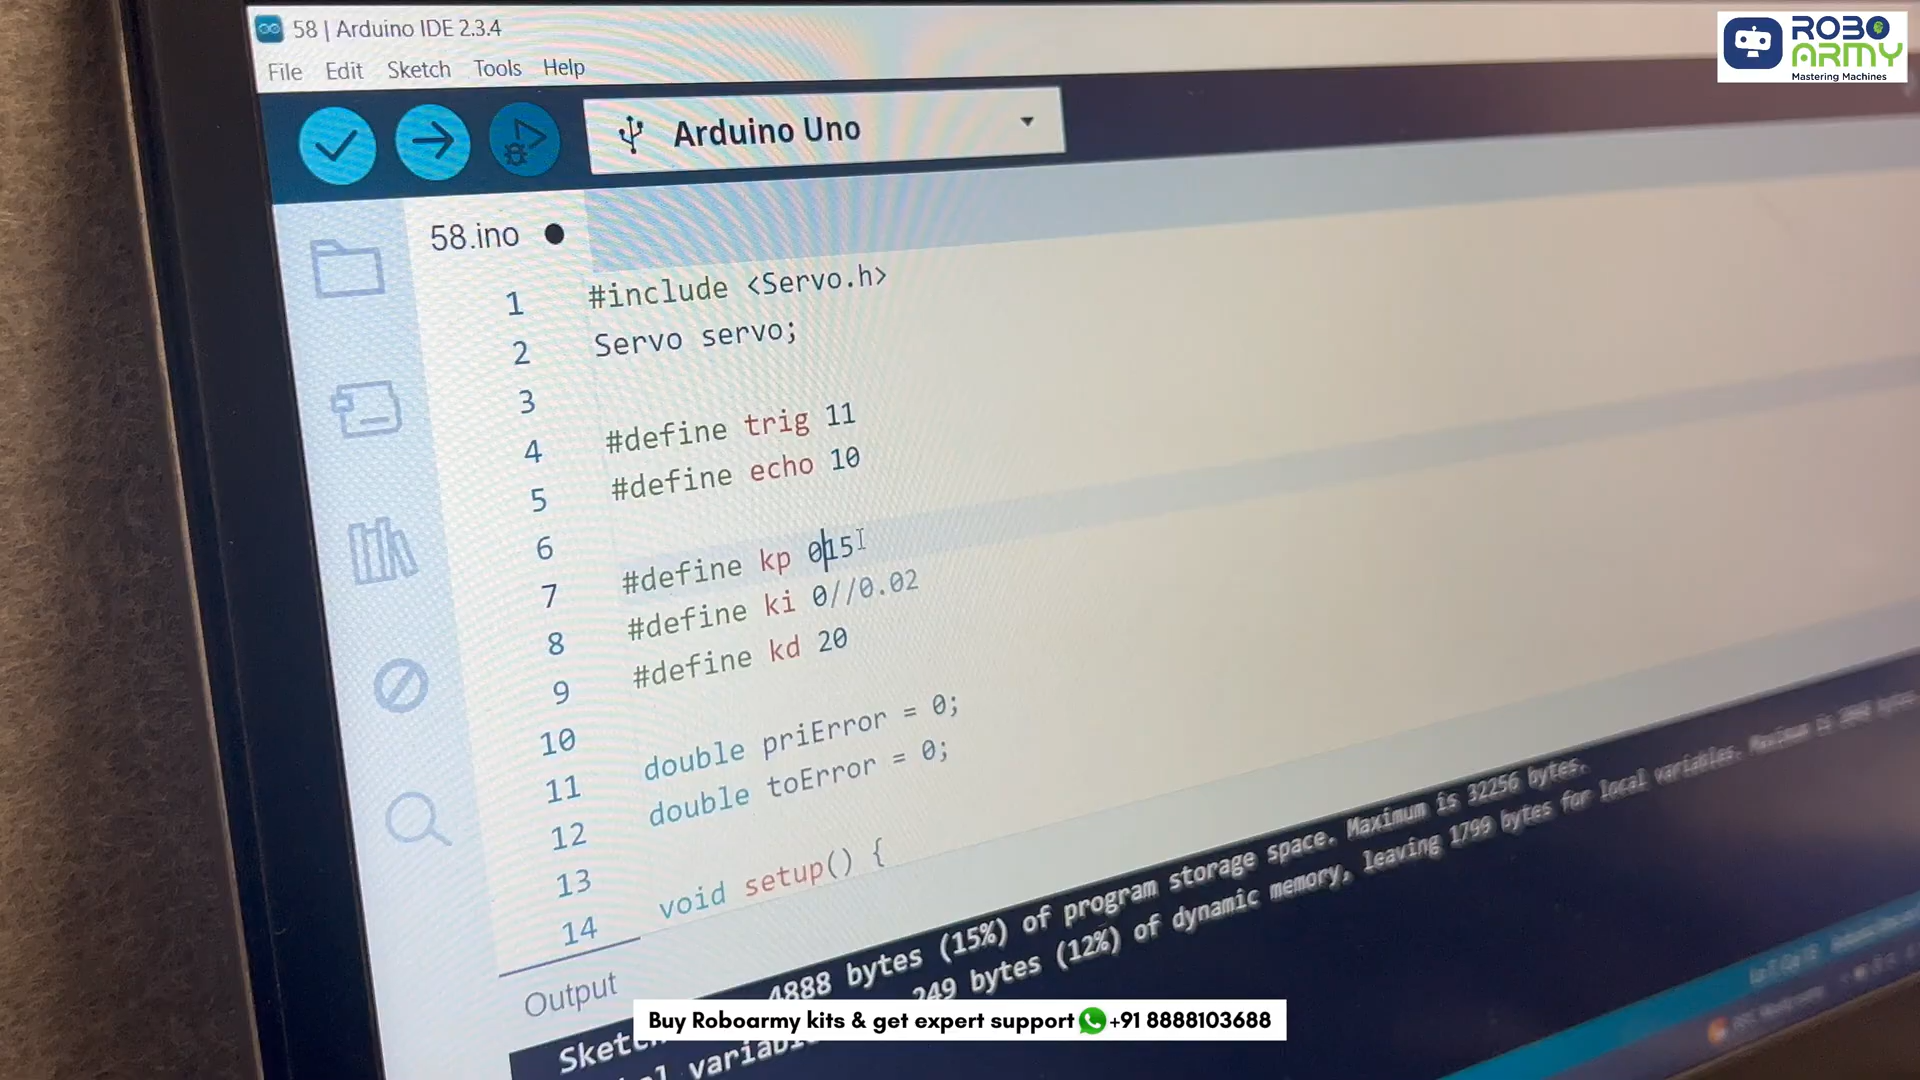 58 | Arduino IDE 2.3.4
ROBO
ARMY
Mastering Machines
File Edit Sketch Tools Help
Arduino Uno
58.ino
1 #include <Servo.h>
2 Servo servo;
3
4 #define trig 11
5 #define echo 10
6
7 #define kp 015
8 #define ki 0//0.02
9 #define kd 20
10
11 double priError = 0;
12 double toError = 0;
13
14 void setup() {
Output
4888 bytes (15%) of program storage space. Maximum is 32256 bytes.
249 bytes (12%) of dynamic memory, leaving 1799 bytes for local variables. Maximum is 2048 bytes.
Buy Roboarmy kits & get expert support +91 8888103688